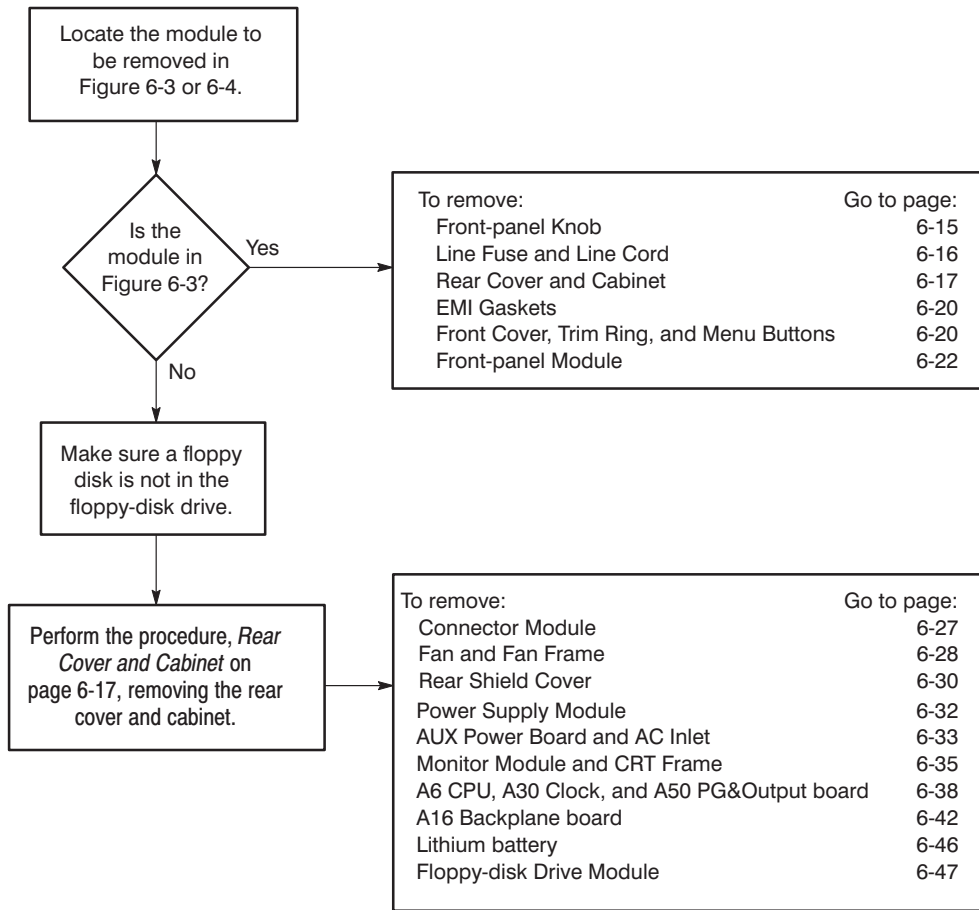 Locate the module to
be removed in
Figure 6-3 or 6-4.
Is the
module in
Figure 6-3?
Yes
To remove: Go to page:
Front-panel Knob 6-15
Line Fuse and Line Cord 6-16
Rear Cover and Cabinet 6-17
EMI Gaskets 6-20
Front Cover, Trim Ring, and Menu Buttons 6-20
Front-panel Module 6-22
No
Make sure a floppy
disk is not in the
floppy-disk drive.
Perform the procedure, Rear
Cover and Cabinet on
page 6-17, removing the rear
cover and cabinet.
To remove: Go to page:
Connector Module 6-27
Fan and Fan Frame 6-28
Rear Shield Cover 6-30
Power Supply Module 6-32
AUX Power Board and AC Inlet 6-33
Monitor Module and CRT Frame 6-35
A6 CPU, A30 Clock, and A50 PG&Output board 6-38
A16 Backplane board 6-42
Lithium battery 6-46
Floppy-disk Drive Module 6-47